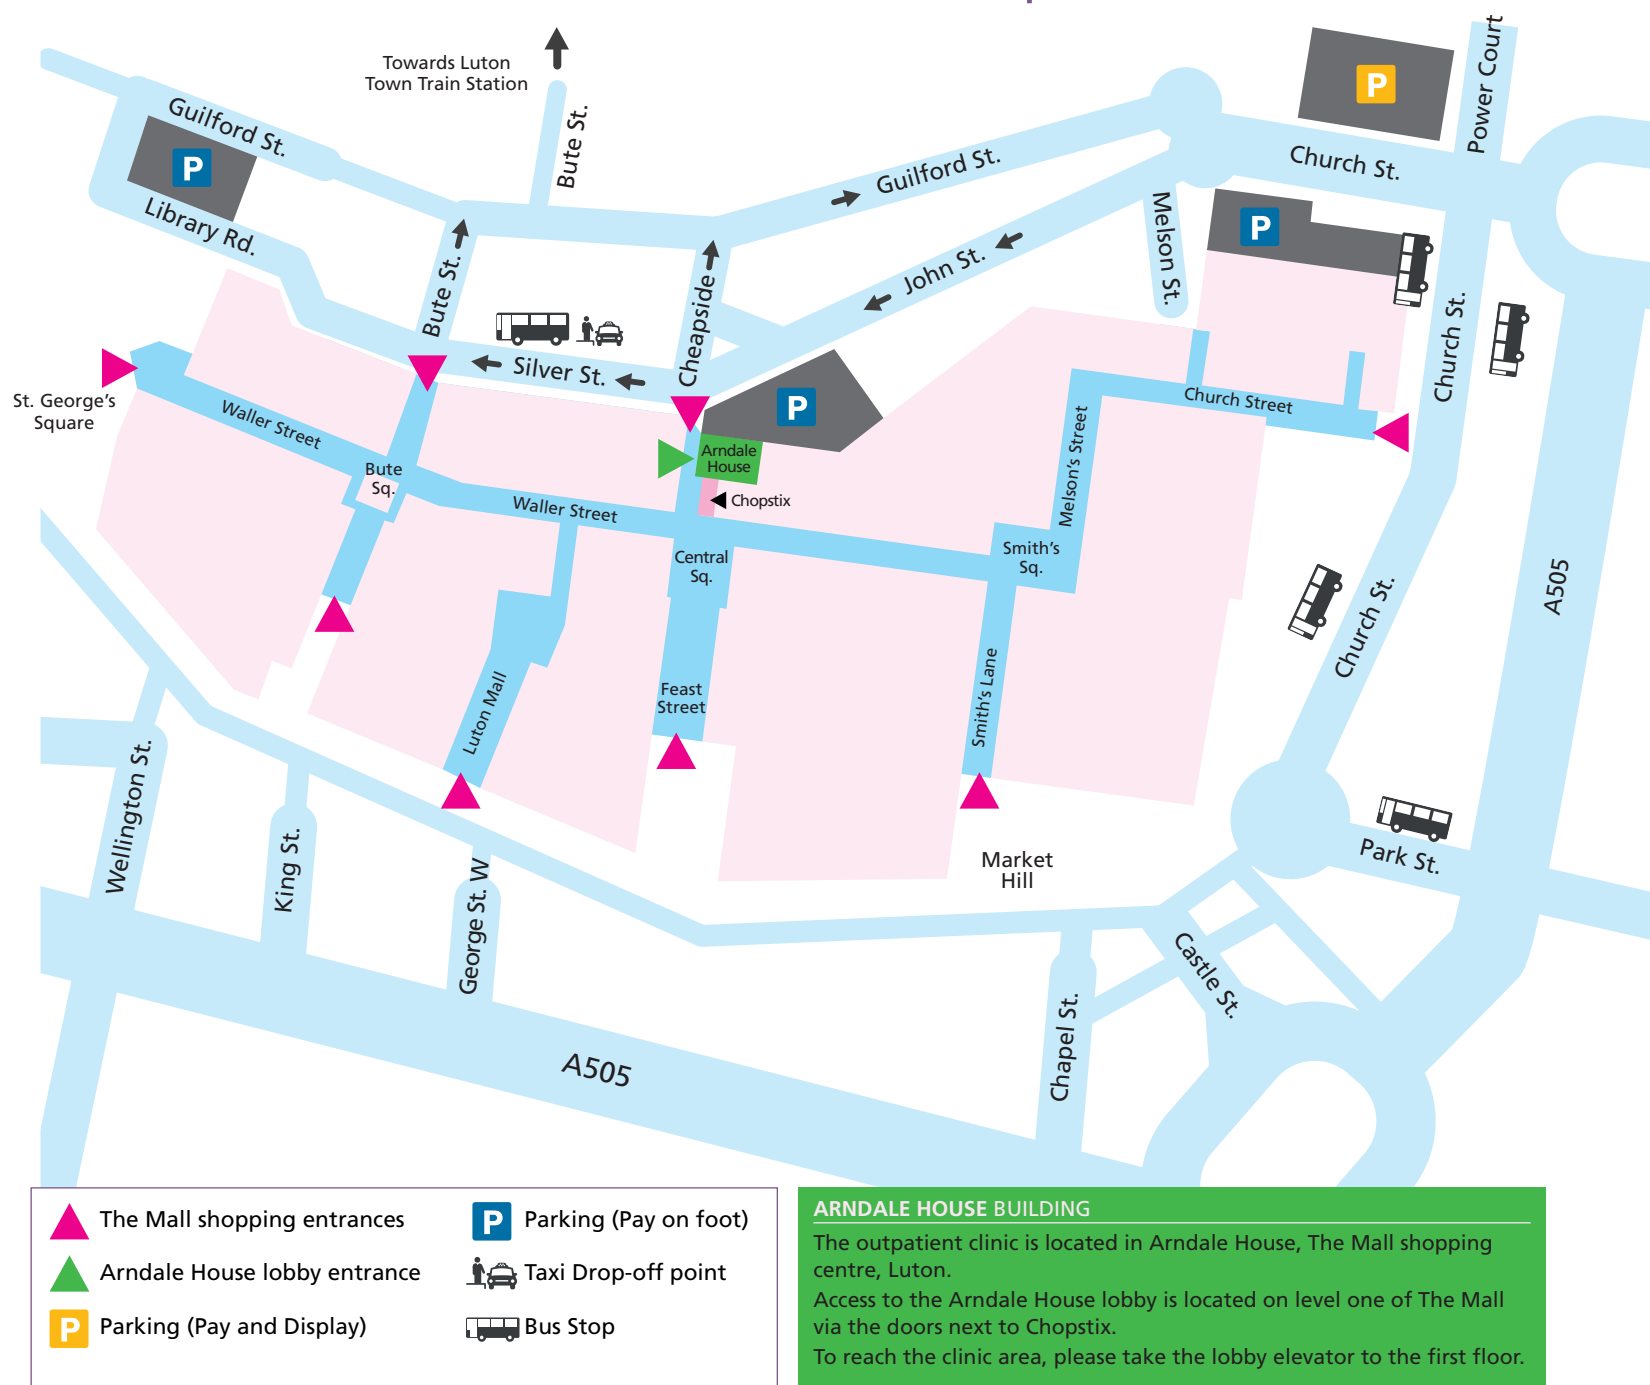 Towards Luton
Town Train Station
Bute St.
Power Court
P
Guilford St.
P
Library Rd.
Guilford St.
Church St.
Melson St.
P
John St.
Bute St.
Cheapside
Silver St.
Church St.
St. George's
Square
Waller Street
Bute
Sq.
P
Arndale
House
Chopstix
Church Street
Melson's Street
Waller Street
Central
Sq.
Smith's
Sq.
A505
Church St.
Luton Mall
Feast
Street
Smith's Lane
Wellington St.
King St.
George St. W
Market
Hill
Park St.
Castle St.
Chapel St.
A505
The Mall shopping entrances
Arndale House lobby entrance
P Parking (Pay and Display)
P Parking (Pay on foot)
Taxi Drop-off point
Bus Stop
ARNDALE HOUSE BUILDING
The outpatient clinic is located in Arndale House, The Mall shopping
centre, Luton.
Access to the Arndale House lobby is located on level one of The Mall
via the doors next to Chopstix.
To reach the clinic area, please take the lobby elevator to the first floor.